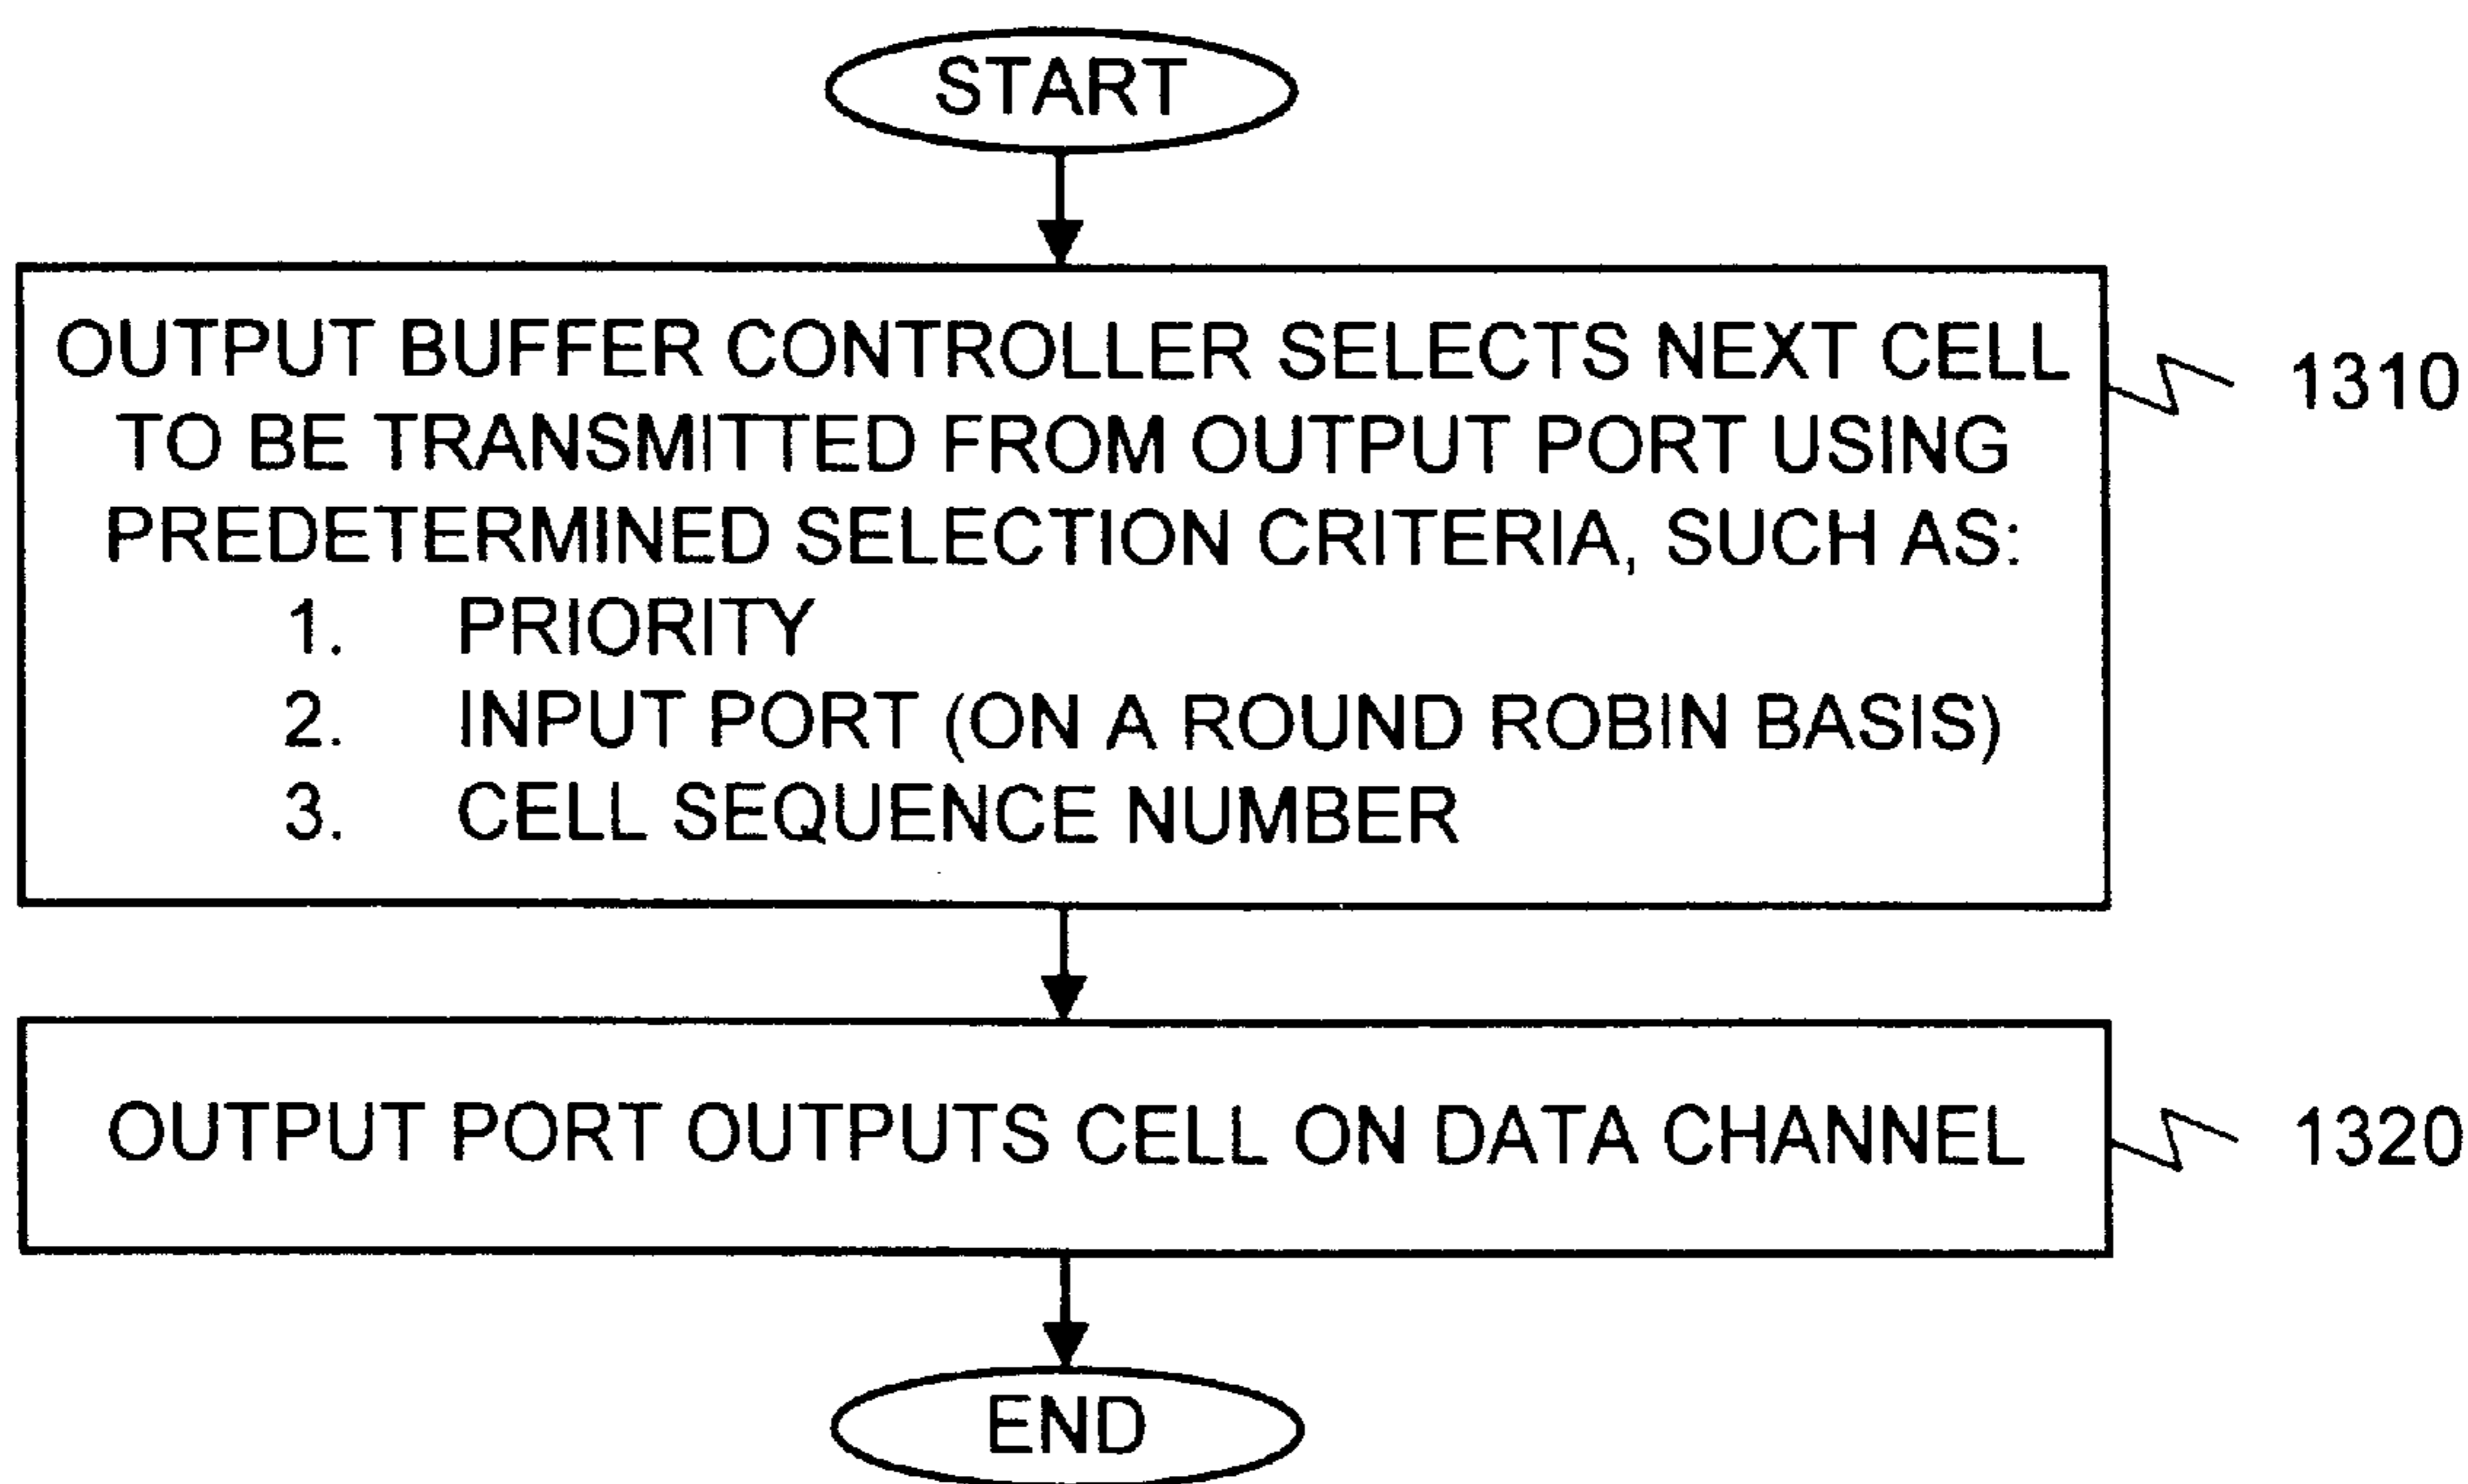 START
OUTPUT BUFFER CONTROLLER SELECTS NEXT CELL
TO BE TRANSMITTED FROM OUTPUT PORT USING
PREDETERMINED SELECTION CRITERIA, SUCH AS:
1. PRIORITY
2. INPUT PORT (ON A ROUND ROBIN BASIS)
3. CELL SEQUENCE NUMBER
1310
OUTPUT PORT OUTPUTS CELL ON DATA CHANNEL
1320
END